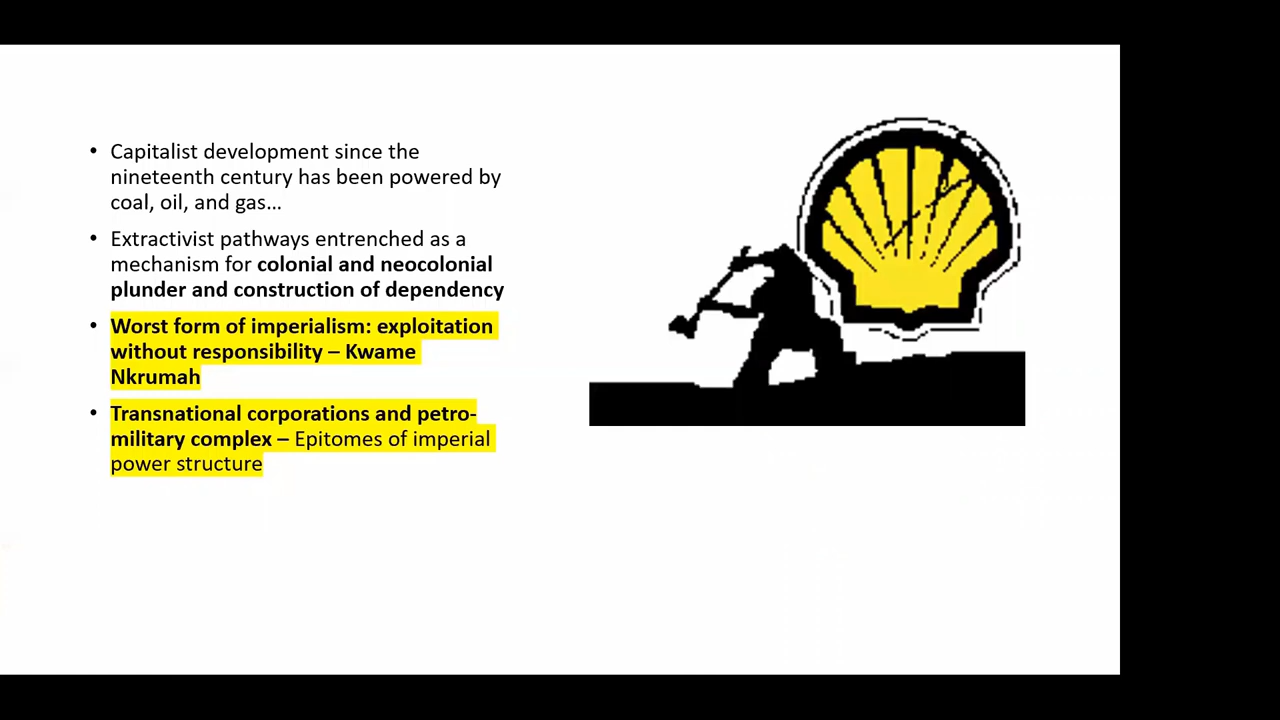 • Capitalist development since the
nineteenth century has been powered by
coal, oil, and gas…
• Extractivist pathways entrenched as a
mechanism for colonial and neocolonial
plunder and construction of dependency
• Worst form of imperialism: exploitation
without responsibility – Kwame
Nkrumah
• Transnational corporations and petro-
military complex – Epitomes of imperial
power structure